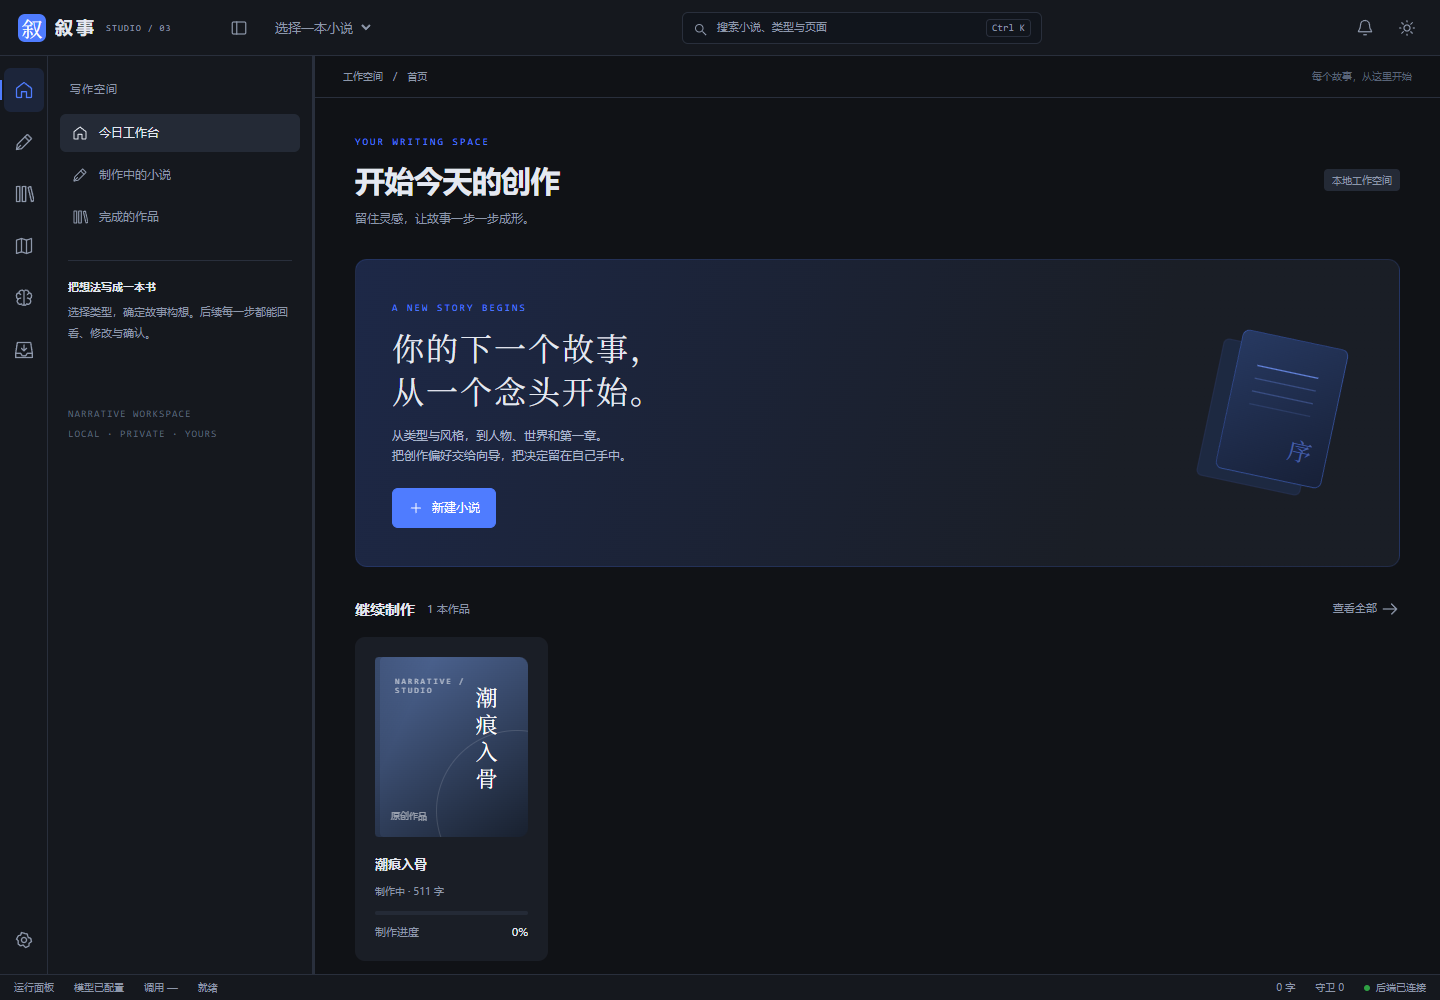 叙 叙事 STUDIO / 03
选择一本小说
搜索小说、类型与页面
Ctrl K
写作空间
今日工作台
制作中的小说
完成的作品
把想法写成一本书
选择类型，确定故事构想。后续每一步都能回
看、修改与确认。
NARRATIVE WORKSPACE
LOCAL · PRIVATE · YOURS
工作空间 / 首页
每个故事，从这里开始
YOUR WRITING SPACE
开始今天的创作
本地工作空间
留住灵感，让故事一步一步成形。
A NEW STORY BEGINS
你的下一个故事，
从一个念头开始。
从类型与风格，到人物、世界和第一章。
把创作偏好交给向导，把决定留在自己手中。
新建小说
序
继续制作 1 本作品
查看全部
NARRATIVE /
STUDIO
潮痕入骨
原创作品
潮痕入骨
制作中 · 511 字
制作进度 0%
运行面板 模型已配置 调用 — 就绪
0 字 守卫 0 后端已连接